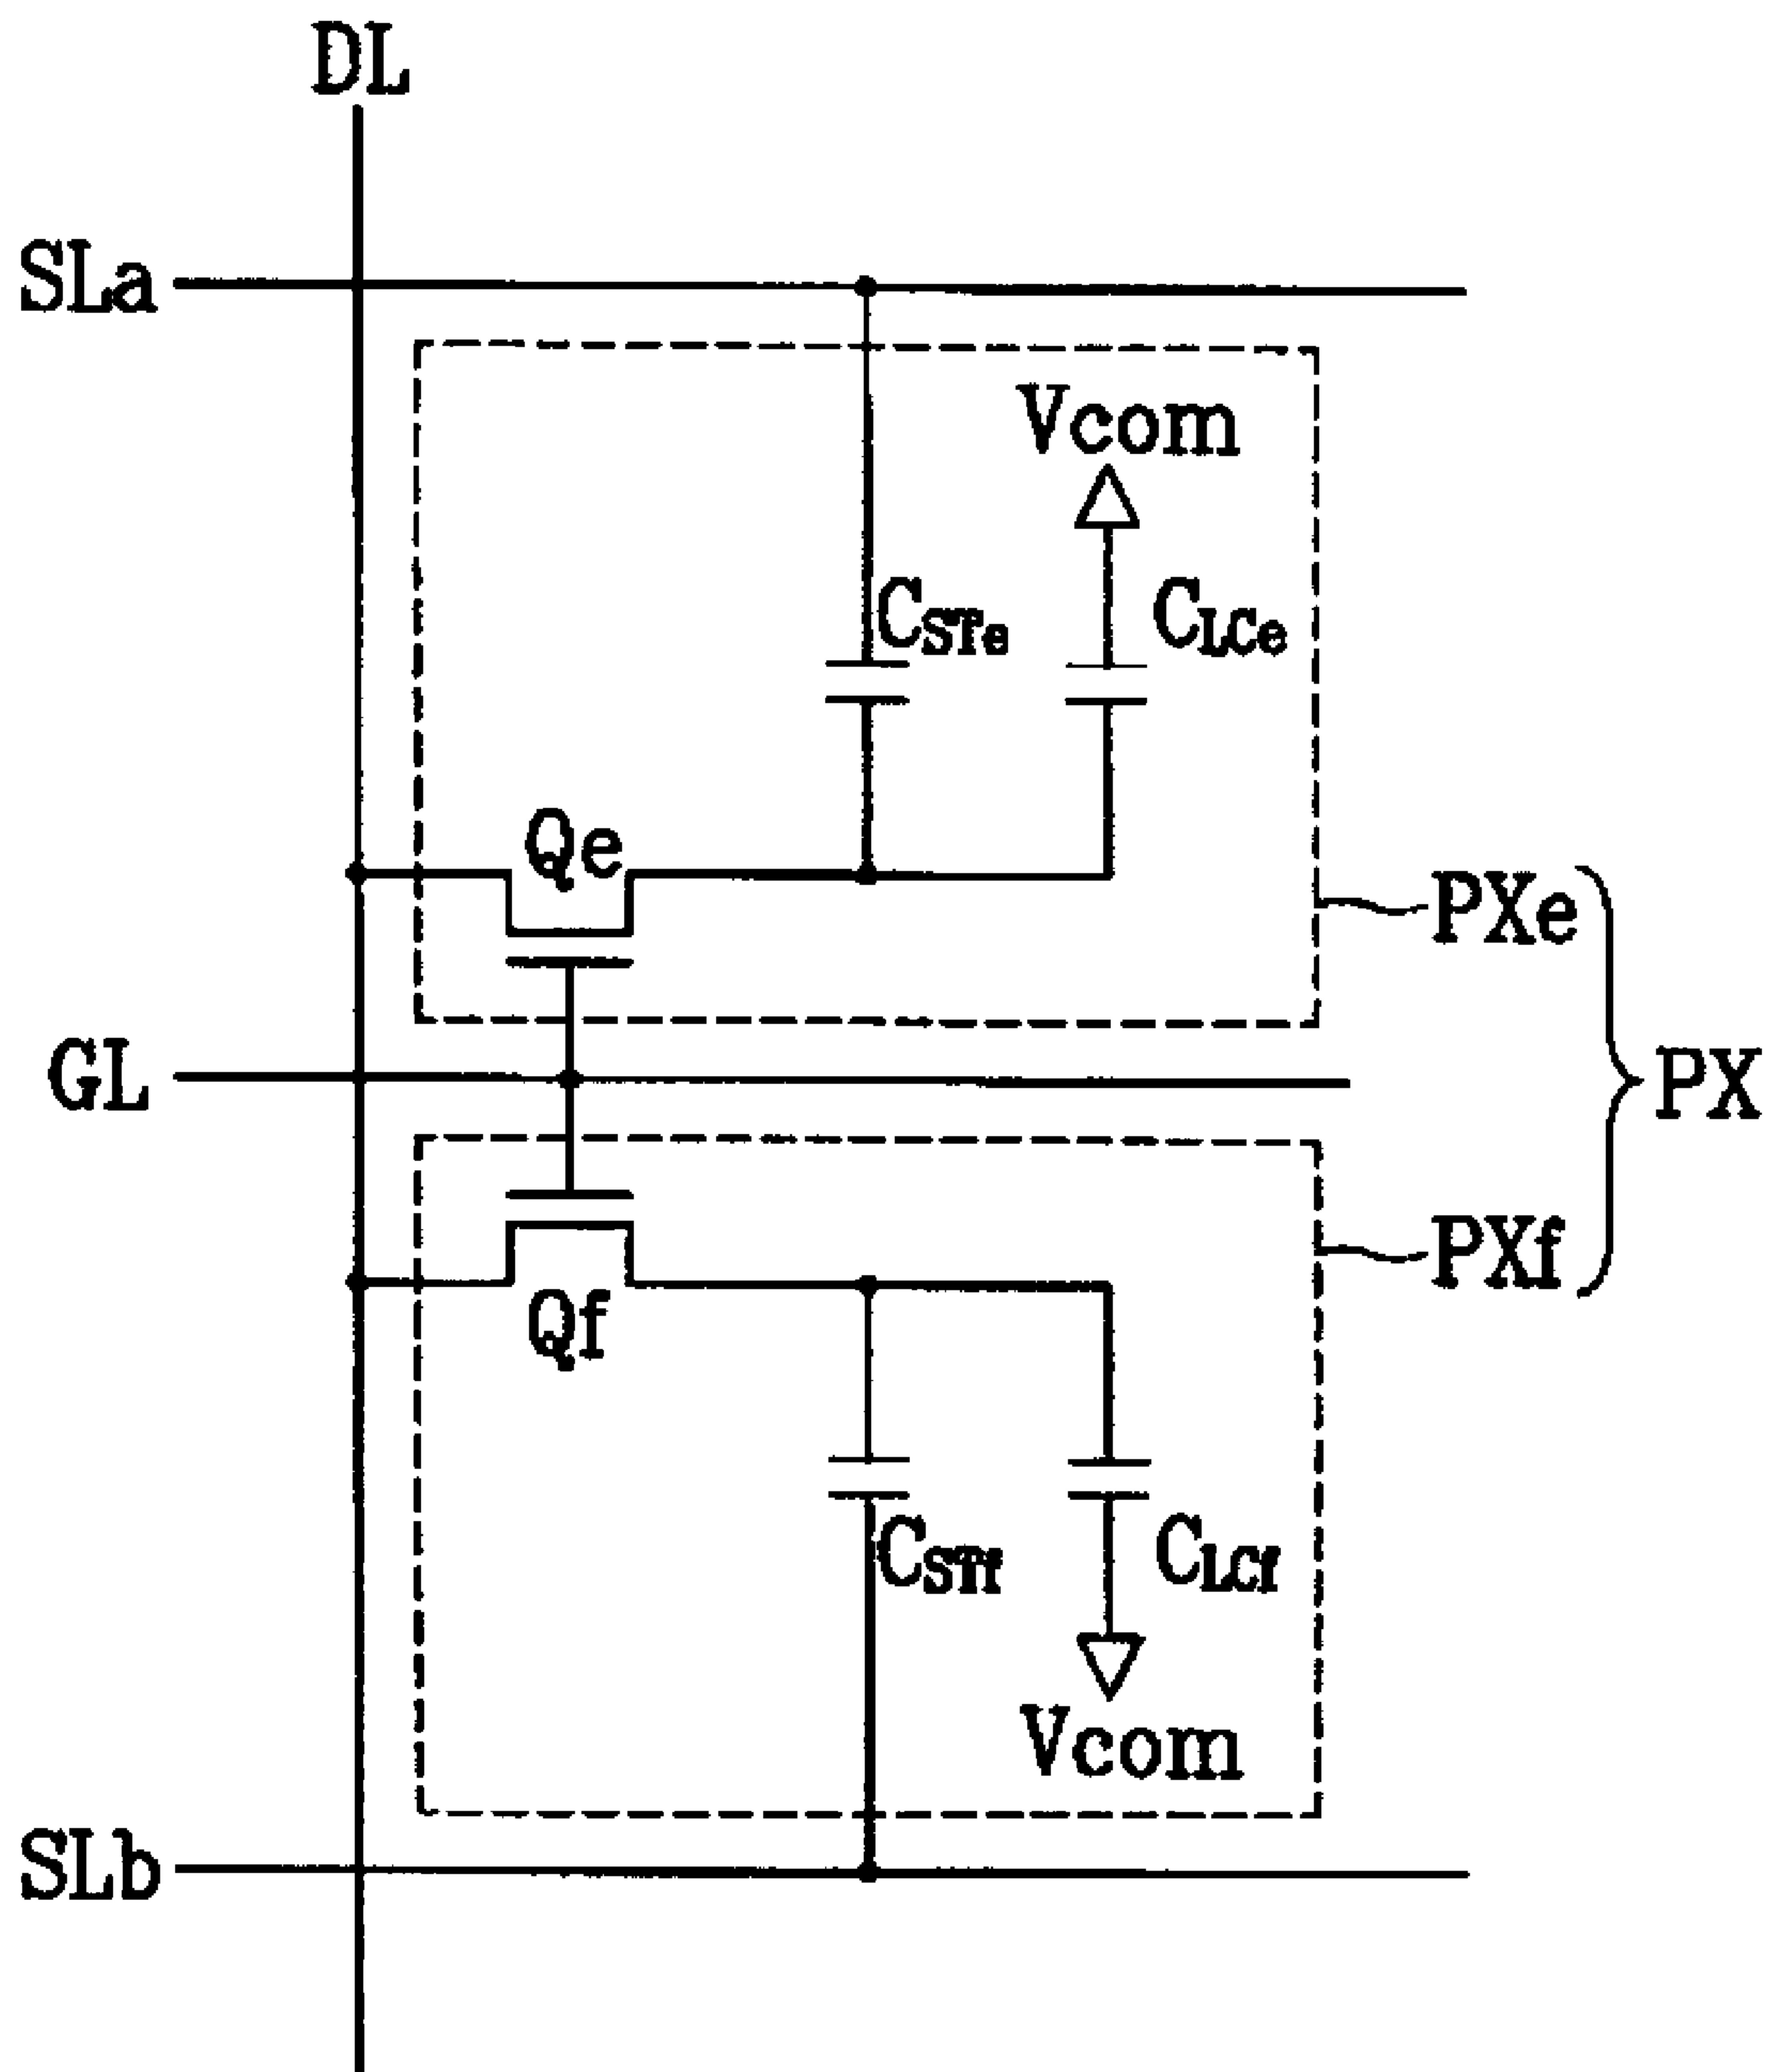 DL
SLa
Vcom
CSTe
CLCe
Qe
PXe
GL
PX
PXf
Qf
CSTf
CLCf
Vcom
SLb